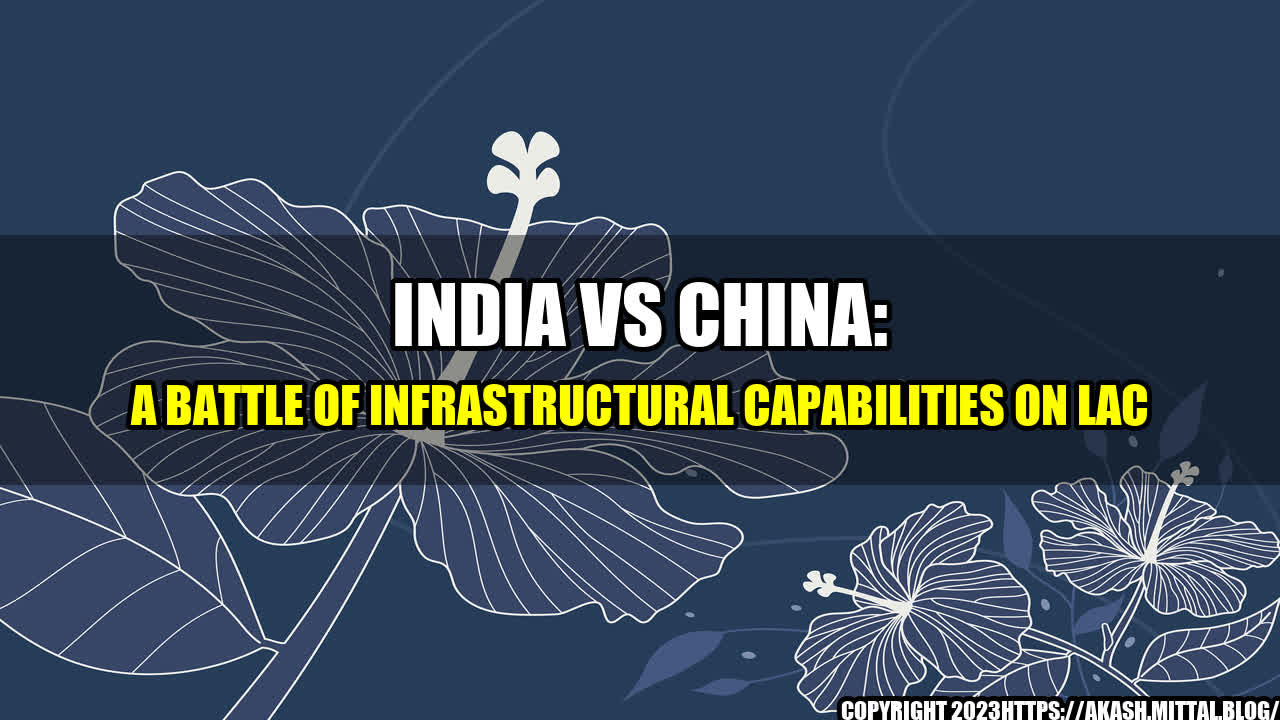 INDIA VS CHINA:
A BATTLE OF INFRASTRUCTURAL CAPABILITIES ON LAC
COPYRIGHT 2023HTTPS://AKASH.MITTAL.BLOG/